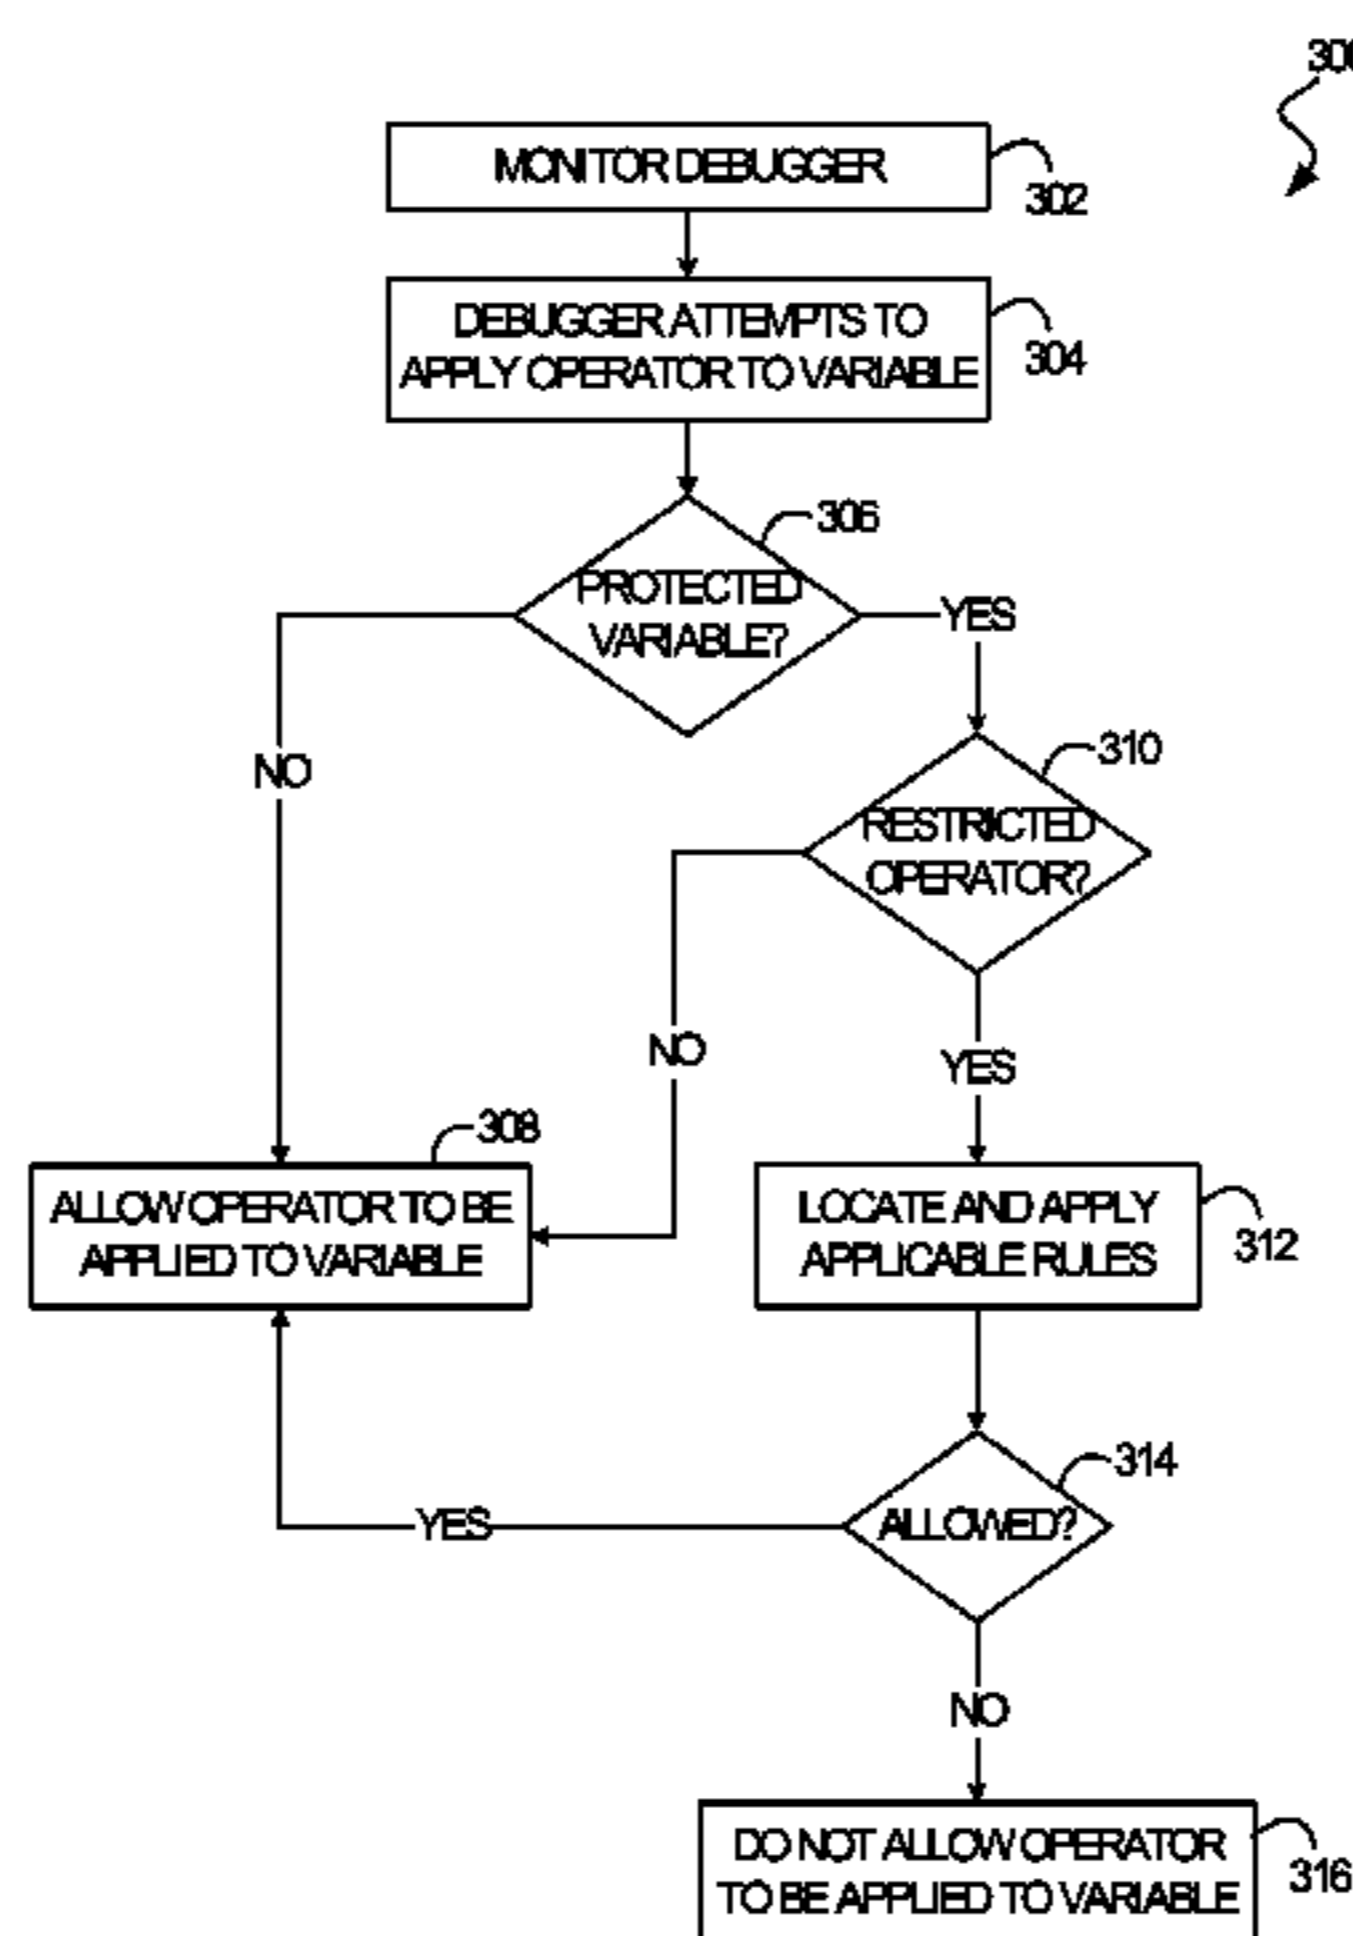 300
MONITOR DEBUGGER
302
DEBUGGER ATTEMPTS TO
APPLY OPERATOR TO VARIABLE
304
306
PROTECTED
VARIABLE?
YES
NO
310
RESTRICTED
OPERATOR?
NO
YES
308
ALLOW OPERATOR TO BE
APPLIED TO VARIABLE
LOCATE AND APPLY
APPLICABLE RULES
312
314
ALLOWED?
YES
NO
DO NOT ALLOW OPERATOR
TO BE APPLIED TO VARIABLE
316